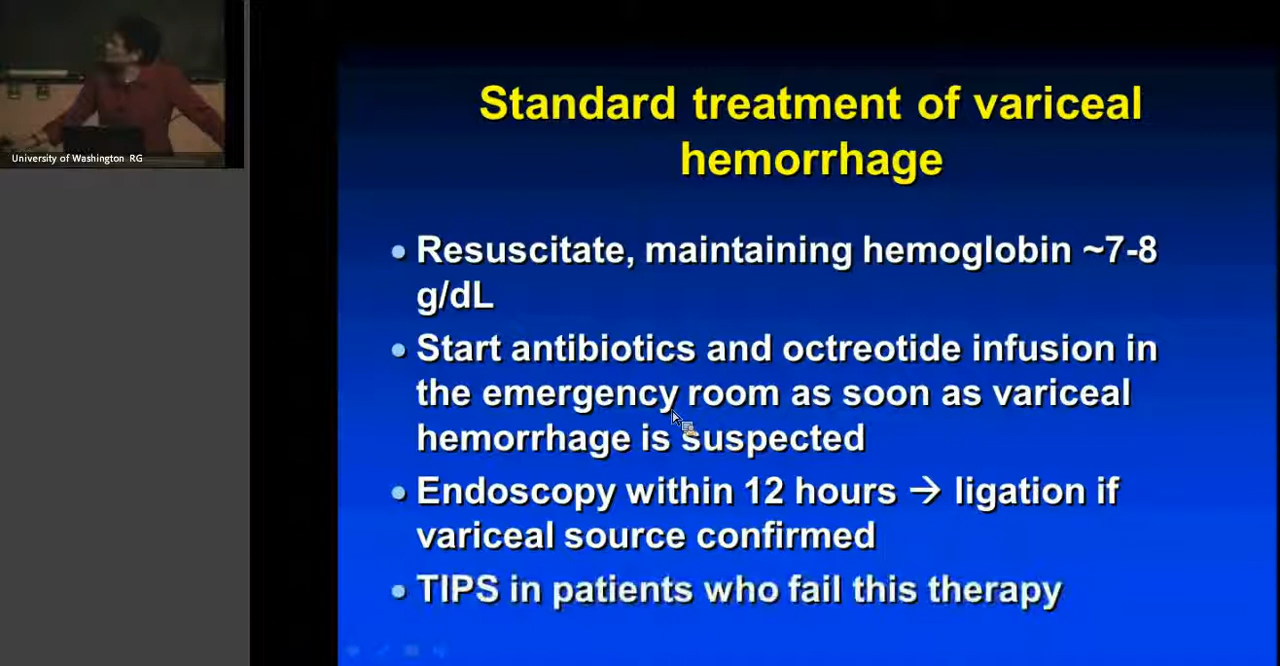 University of Washington RG
Standard treatment of variceal
hemorrhage
• Resuscitate, maintaining hemoglobin ~7-8
g/dL
• Start antibiotics and octreotide infusion in
the emergency room as soon as variceal
hemorrhage is suspected
• Endoscopy within 12 hours → ligation if
variceal source confirmed
• TIPS in patients who fail this therapy